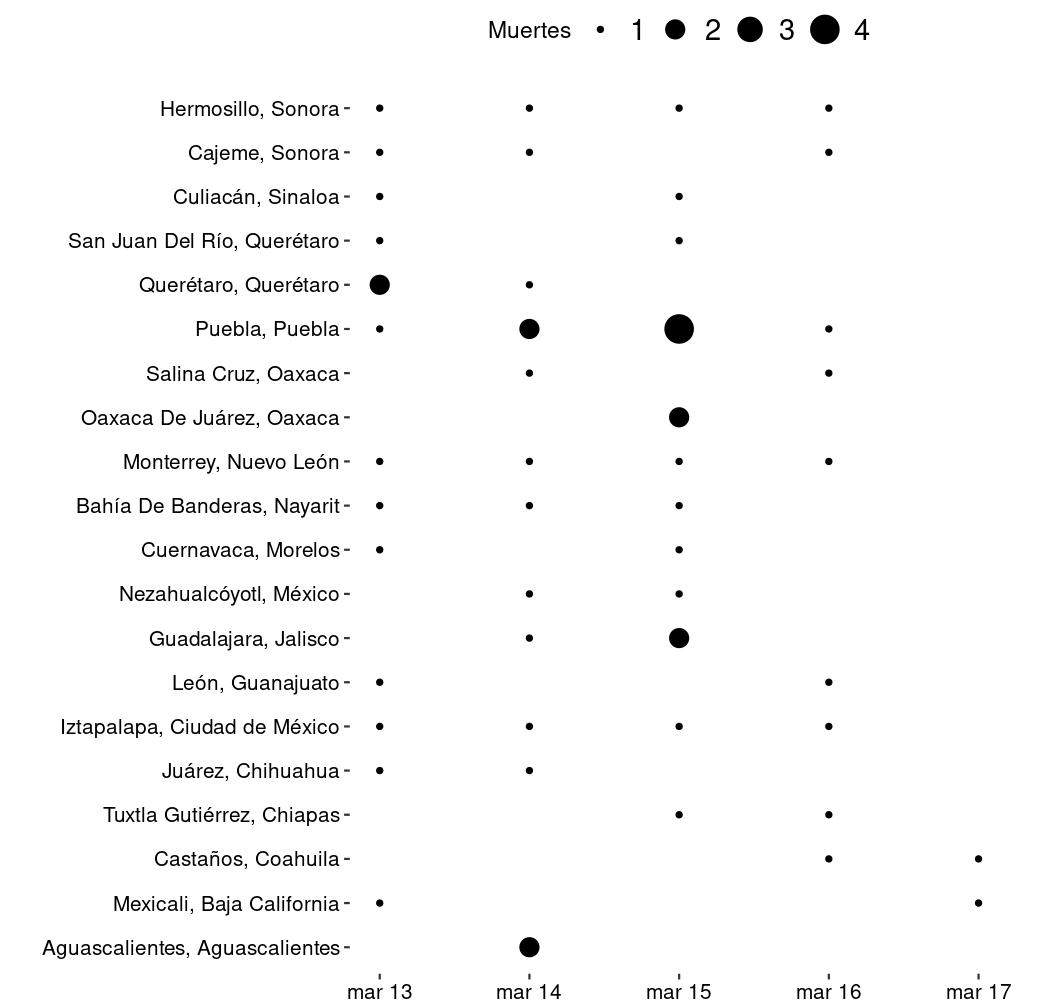 Muertes 1 2 3 4
Hermosillo, Sonora
Cajeme, Sonora
Culiacán, Sinaloa
San Juan Del Río, Querétaro
Querétaro, Querétaro
Puebla, Puebla
Salina Cruz, Oaxaca
Oaxaca De Juárez, Oaxaca
Monterrey, Nuevo León
Bahía De Banderas, Nayarit
Cuernavaca, Morelos
Nezahualcóyotl, México
Guadalajara, Jalisco
León, Guanajuato
Iztapalapa, Ciudad de México
Juárez, Chihuahua
Tuxtla Gutiérrez, Chiapas
Castaños, Coahuila
Mexicali, Baja California
Aguascalientes, Aguascalientes
mar 13 mar 14 mar 15 mar 16 mar 17